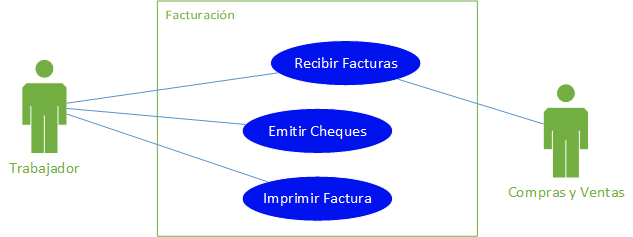 Facturación
Recibir Facturas
Emitir Cheques
Trabajador
Imprimir Factura
Compras y Ventas